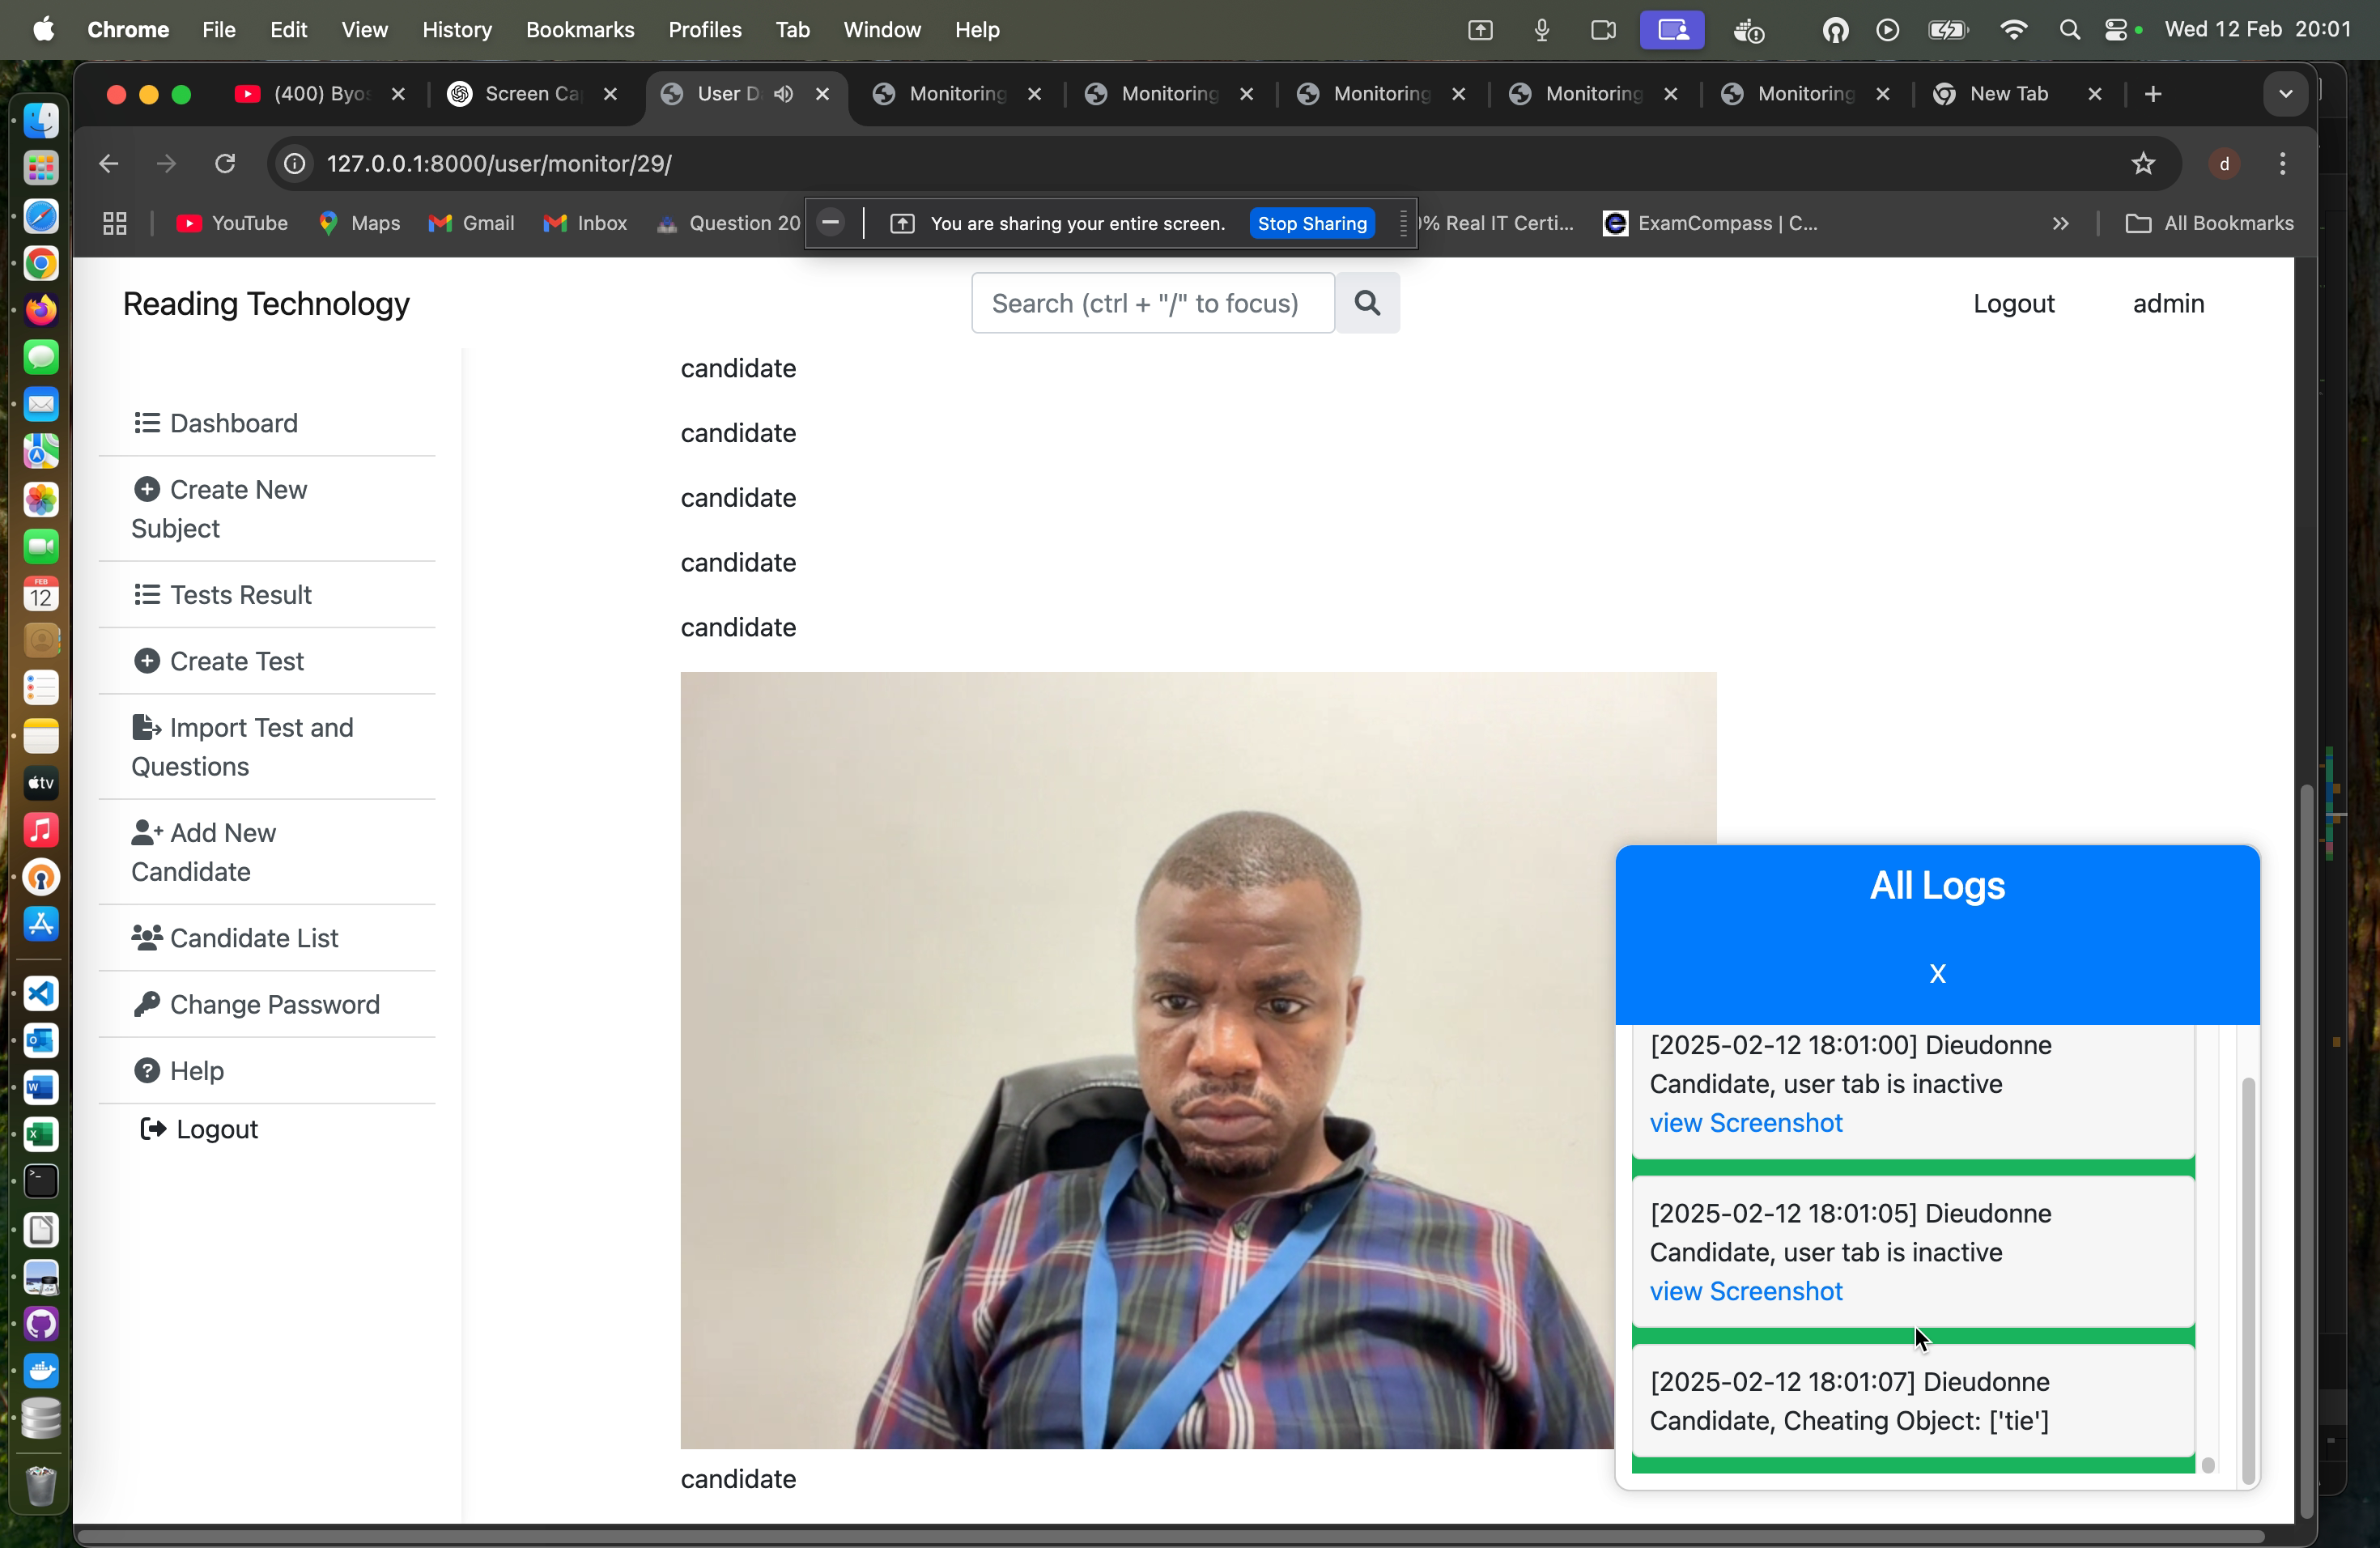 Chrome File Edit View History Bookmarks Profiles Tab Window Help Wed 12 Feb 20:01
(400) Byos Screen Ca User D Monitoring Monitoring Monitoring Monitoring Monitoring New Tab
127.0.0.1:8000/user/monitor/29/ d
YouTube Maps Gmail Inbox Question 20 You are sharing your entire screen. Stop Sharing % Real IT Certi... ExamCompass | C... All Bookmarks
Reading Technology
Search (ctrl + "/" to focus)
Logout
admin
Dashboard
Create New
Subject
Tests Result
Create Test
Import Test and
Questions
Add New
Candidate
Candidate List
Change Password
Help
Logout
candidate
candidate
candidate
candidate
candidate
candidate
All Logs
X
[2025-02-12 18:01:00] Dieudonne
Candidate, user tab is inactive
view Screenshot
[2025-02-12 18:01:05] Dieudonne
Candidate, user tab is inactive
view Screenshot
[2025-02-12 18:01:07] Dieudonne
Candidate, Cheating Object: ['tie']
FEB
12
tv